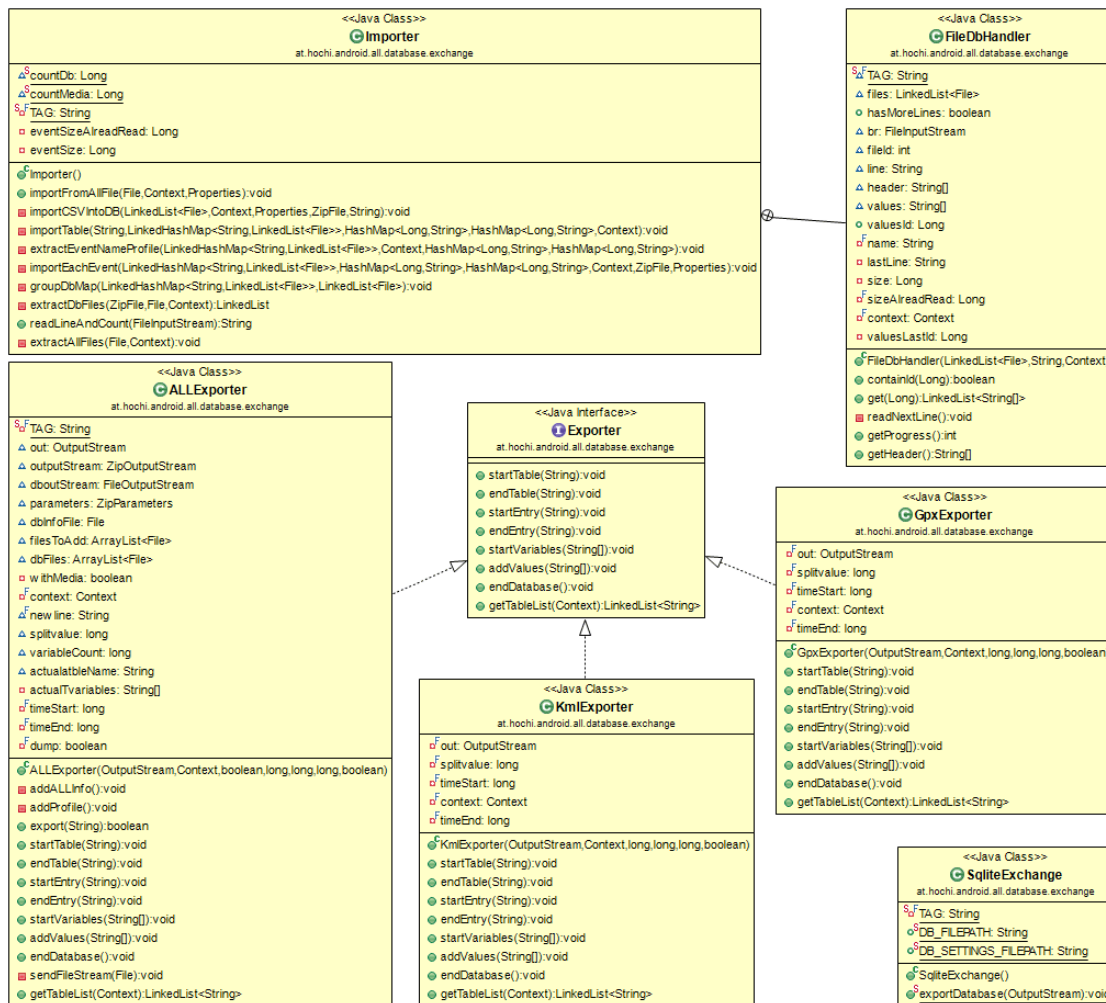 <<Java Class>>
Importer
at.hochi.android.all.database.exchange
countDb: Long
countMedia: Long
TAG: String
eventSizeAlreadRead: Long
eventSize: Long
Importer()
importFromAllFile(File,Context,Properties):void
importCSVIntoDB(LinkedList<File>,Context,Properties,ZipFile,String):void
importTable(String,LinkedHashMap<String,LinkedList<File>>,HashMap<Long,String>,HashMap<Long,String>,Context):void
extractEventNameProfile(LinkedHashMap<String,LinkedList<File>>,Context,HashMap<Long,String>,HashMap<Long,String>):void
importEachEvent(LinkedHashMap<String,LinkedList<File>>,HashMap<Long,String>,HashMap<Long,String>,Context,ZipFile,Properties):void
groupDbMap(LinkedHashMap<String,LinkedList<File>>,LinkedList<File>):void
extractDbFiles(ZipFile,File,Context):LinkedList
readLineAndCount(FileInputStream):String
extractAllFiles(File,Context):void
<<Java Class>>
FileDbHandler
at.hochi.android.all.database.exchange
TAG: String
files: LinkedList<File>
hasMoreLines: boolean
br: FileInputStream
fileId: int
line: String
header: String[]
values: String[]
valuesId: Long
name: String
lastLine: String
size: Long
sizeAlreadRead: Long
context: Context
valuesLastId: Long
FileDbHandler(LinkedList<File>,String,Context
containId(Long):boolean
get(Long):LinkedList<String[]>
readNextLine():void
getProgress():int
getHeader():String[]
<<Java Class>>
ALLExporter
at.hochi.android.all.database.exchange
TAG: String
out: OutputStream
outputStream: ZipOutputStream
dboutStream: FileOutputStream
parameters: ZipParameters
dbInfoFile: File
filesToAdd: ArrayList<File>
dbFiles: ArrayList<File>
withMedia: boolean
context: Context
newline: String
splitvalue: long
variableCount: long
actualatbleName: String
actualTvariables: String[]
timeStart: long
timeEnd: long
dump: boolean
ALLExporter(OutputStream,Context,boolean,long,long,long,boolean)
addALLInfo():void
addProfile():void
export(String):boolean
startTable(String):void
endTable(String):void
startEntry(String):void
endEntry(String):void
startVariables(String[]):void
addValues(String[]):void
endDatabase():void
sendFileStream(File):void
getTableList(Context):LinkedList<String>
<<Java Interface>>
Exporter
at.hochi.android.all.database.exchange
startTable(String):void
endTable(String):void
startEntry(String):void
endEntry(String):void
startVariables(String[]):void
addValues(String[]):void
endDatabase():void
getTableList(Context):LinkedList<String>
<<Java Class>>
GpxExporter
at.hochi.android.all.database.exchange
out: OutputStream
splitvalue: long
timeStart: long
context: Context
timeEnd: long
GpxExporter(OutputStream,Context,long,long,long,boolean
startTable(String):void
endTable(String):void
startEntry(String):void
endEntry(String):void
startVariables(String[]):void
addValues(String[]):void
endDatabase():void
getTableList(Context):LinkedList<String>
<<Java Class>>
KmlExporter
at.hochi.android.all.database.exchange
out: OutputStream
splitvalue: long
timeStart: long
context: Context
timeEnd: long
KmlExporter(OutputStream,Context,long,long,long,boolean)
startTable(String):void
endTable(String):void
startEntry(String):void
endEntry(String):void
startVariables(String[]):void
addValues(String[]):void
endDatabase():void
getTableList(Context):LinkedList<String>
<<Java Class>>
SqliteExchange
at.hochi.android.all.database.exchange
TAG: String
DB_FILEPATH: String
DB_SETTINGS_FILEPATH: String
SqliteExchange()
exportDatabase(OutputStream):void